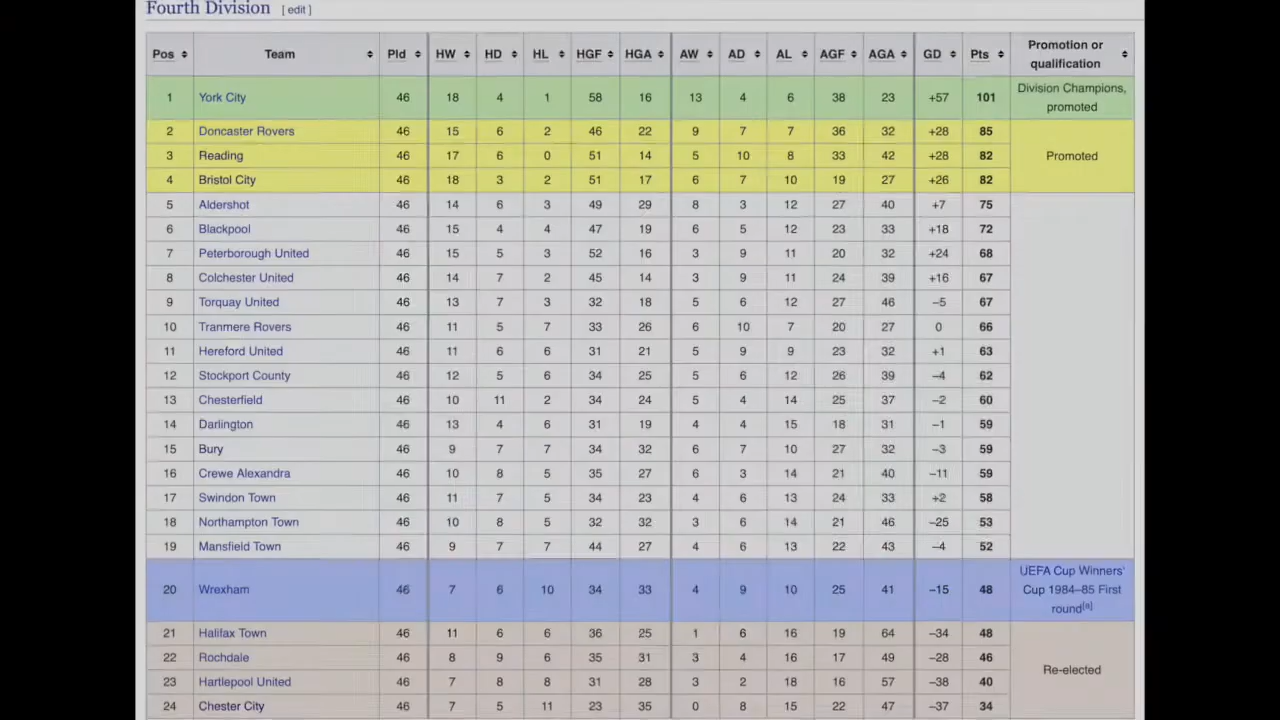 Fourth Division [ edit ]
Pos Team Pld HW HD HL HGF HGA AW AD AL AGF AGA GD Pts Promotion or qualification
1 York City 46 18 4 1 58 16 13 4 6 38 23 +57 101 Division Champions, promoted
2 Doncaster Rovers 46 15 6 2 46 22 9 7 7 36 32 +28 85
3 Reading 46 17 6 0 51 14 5 10 8 33 42 +28 82 Promoted
4 Bristol City 46 18 3 2 51 17 6 7 10 19 27 +26 82
5 Aldershot 46 14 6 3 49 29 8 3 12 27 40 +7 75
6 Blackpool 46 15 4 4 47 19 6 5 12 23 33 +18 72
7 Peterborough United 46 15 5 3 52 16 3 9 11 20 32 +24 68
8 Colchester United 46 14 7 2 45 14 3 9 11 24 39 +16 67
9 Torquay United 46 13 7 3 32 18 5 6 12 27 46 –5 67
10 Tranmere Rovers 46 11 5 7 33 26 6 10 7 20 27 0 66
11 Hereford United 46 11 6 6 31 21 5 9 9 23 32 +1 63
12 Stockport County 46 12 5 6 34 25 5 6 12 26 39 –4 62
13 Chesterfield 46 10 11 2 34 24 5 4 14 25 37 –2 60
14 Darlington 46 13 4 6 31 19 4 4 15 18 31 –1 59
15 Bury 46 9 7 7 34 32 6 7 10 27 32 –3 59
16 Crewe Alexandra 46 10 8 5 35 27 6 3 14 21 40 –11 59
17 Swindon Town 46 11 7 5 34 23 4 6 13 24 33 +2 58
18 Northampton Town 46 10 8 5 32 32 3 6 14 21 46 –25 53
19 Mansfield Town 46 9 7 7 44 27 4 6 13 22 43 –4 52
20 Wrexham 46 7 6 10 34 33 4 9 10 25 41 –15 48 UEFA Cup Winners' Cup 1984–85 First round[a]
21 Halifax Town 46 11 6 6 36 25 1 6 16 19 64 –34 48
22 Rochdale 46 8 9 6 35 31 3 4 16 17 49 –28 46 Re-elected
23 Hartlepool United 46 7 8 8 31 28 3 2 18 16 57 –38 40
24 Chester City 46 7 5 11 23 35 0 8 15 22 47 –37 34